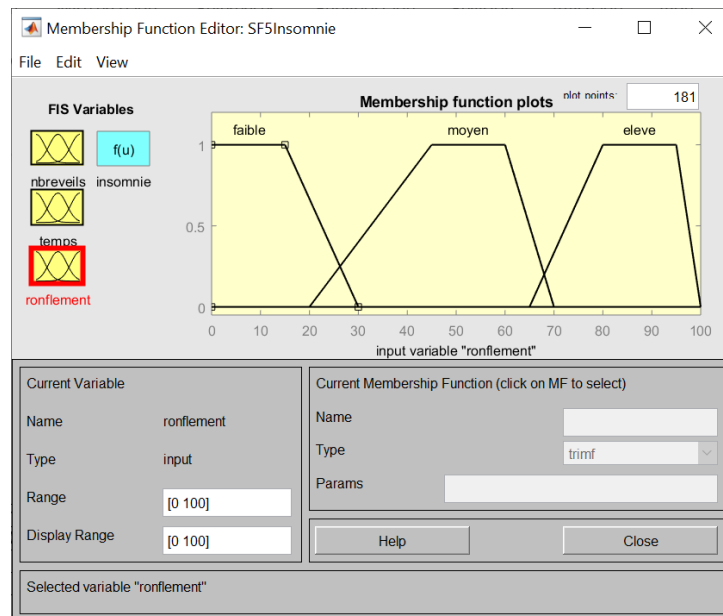 Membership Function Editor: SF5Insomnie
File Edit View
FIS Variables
f(u)
nbreveils insomnie
temps
ronflement
Membership function plots
plot points:
181
faible moyen eleve
1
0.5
0
0 10 20 30 40 50 60 70 80 90 100
input variable "ronflement"
Current Variable
Name ronflement
Type input
Range [0 100]
Display Range [0 100]
Current Membership Function (click on MF to select)
Name
Type trimf
Params
Help Close
Selected variable "ronflement"